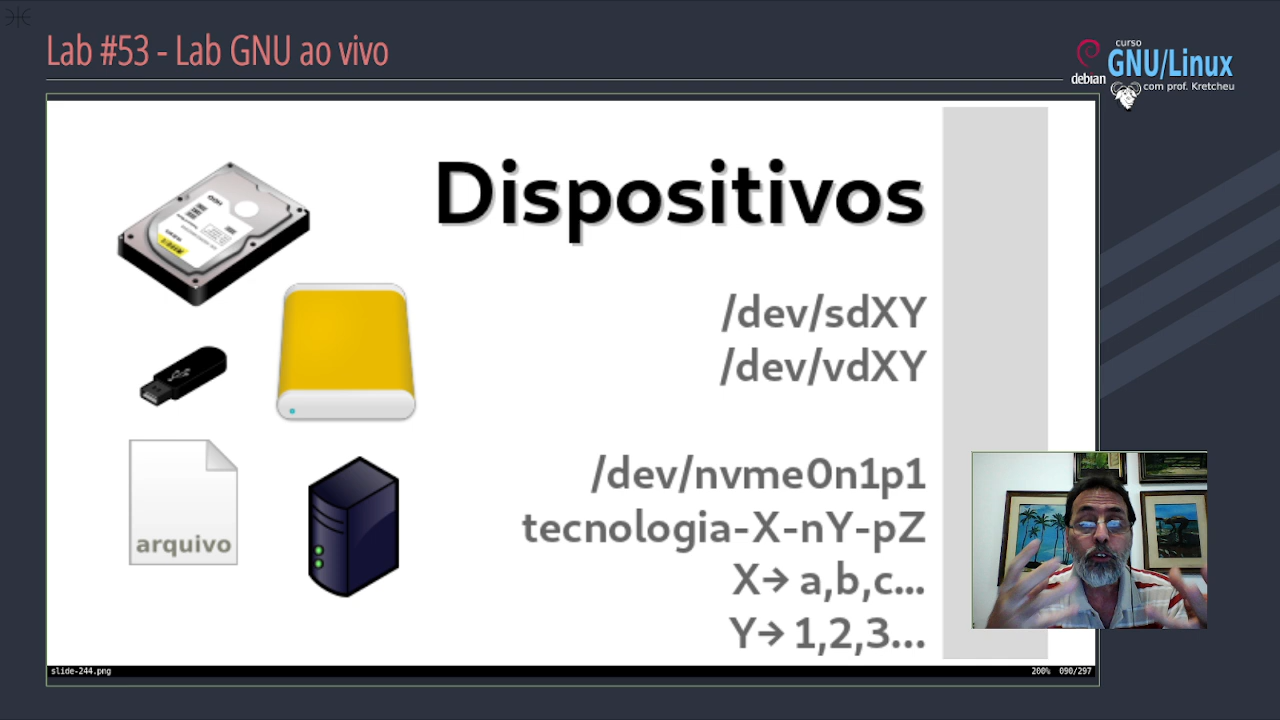 Lab #53 - Lab GNU ao vivo
curso
debian
GNU/Linux
com prof. Kretcheu
Dispositivos
/dev/sdXY
/dev/vdXY
/dev/nvme0n1p1
tecnologia-X-nY-pZ
X→ a,b,c...
Y→ 1,2,3...
arquivo
slide-244.png
200% 090/297